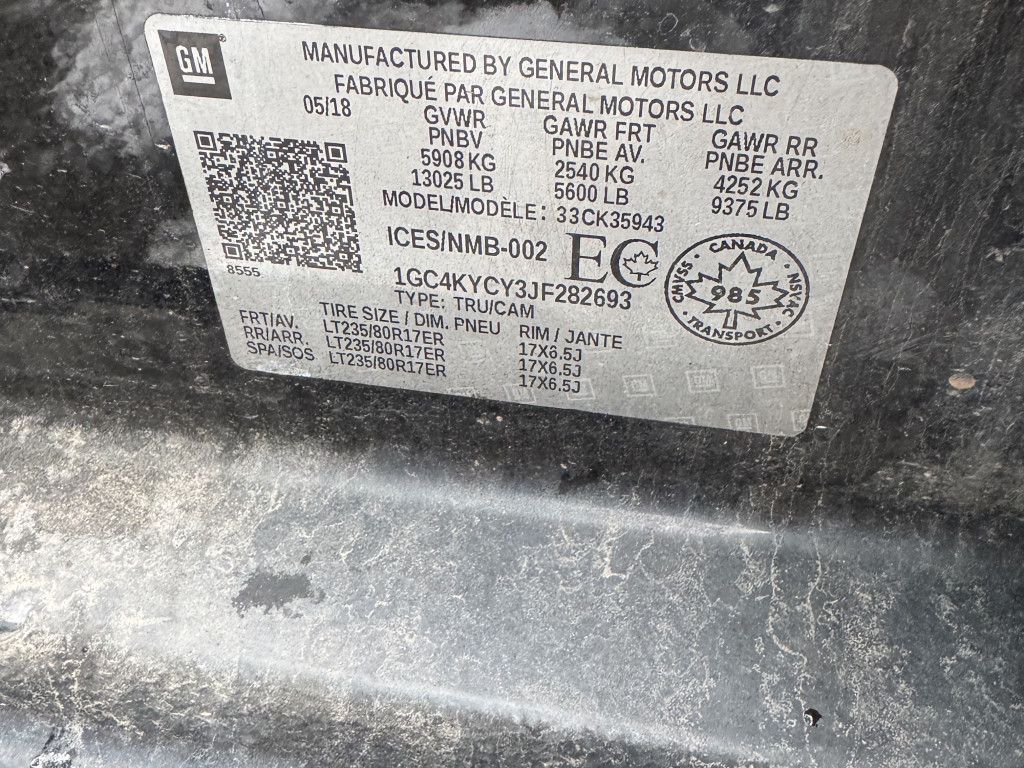 GM
MANUFACTURED BY GENERAL MOTORS LLC
FABRIQUÉ PAR GENERAL MOTORS LLC
05/18
GVWR
PNBV
5908 KG
13025 LB
GAWR FRT
PNBE AV.
2540 KG
5600 LB
GAWR RR
PNBE ARR.
4252 KG
9375 LB
MODEL/MODÈLE: 33CK35943
ICES/NMB-002 EC
8555
1GC4KYCY3JF282693
TYPE: TRU/CAM
CANADA
CMVSS 985 NSVAC
TRANSPORT
TIRE SIZE / DIM. PNEU RIM / JANTE
FRT/AV. LT235/80R17ER 17X6.5J
RR/ARR. LT235/80R17ER 17X6.5J
SPA/SOS LT235/80R17ER 17X6.5J